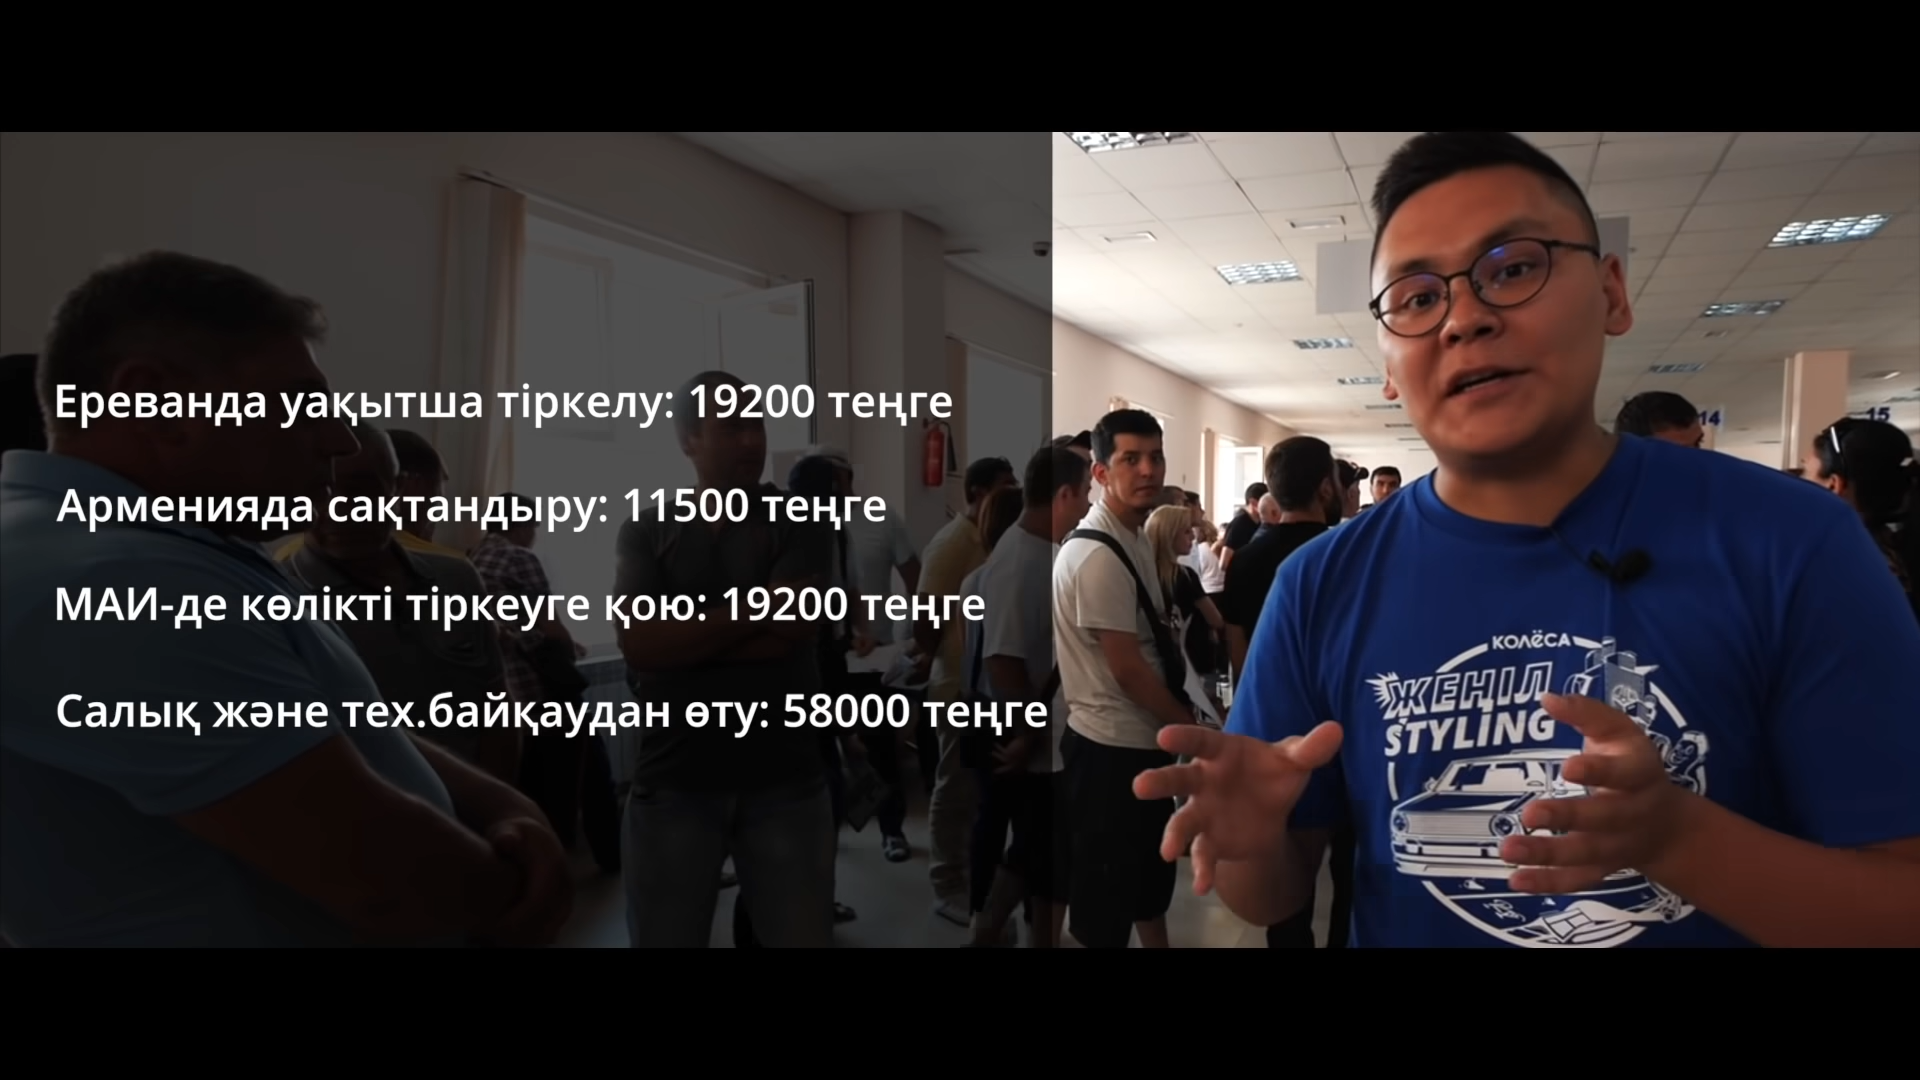 Ереванда уақытша тіркелу: 19200 теңге
Арменияда сақтандыру: 11500 теңге
МАИ-де көлікті тіркеуге қою: 19200 теңге
Салық және тех.байқаудан өту: 58000 теңге
14
15
КОЛЁСА
ЖЕҢІЛ
STYLING